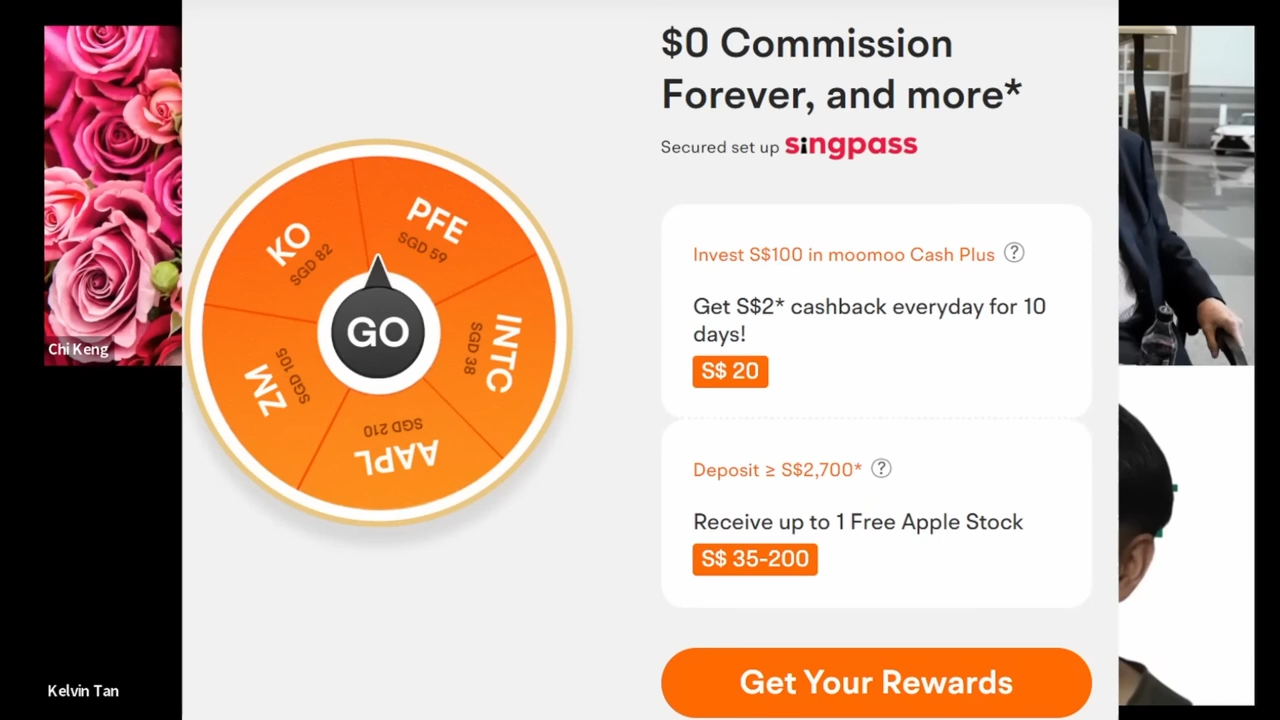 $0 Commission
Forever, and more*
Secured set up singpass
PFE
SGD 59
KO
SGD 82
INTC
SGD 38
GO
ZM
SGD 105
AAPL
SGD 210
Invest S$100 in moomoo Cash Plus ?
Get S$2* cashback everyday for 10
days!
S$ 20
Deposit ≥ S$2,700* ?
Receive up to 1 Free Apple Stock
S$ 35-200
Get Your Rewards
Chi Keng
Kelvin Tan